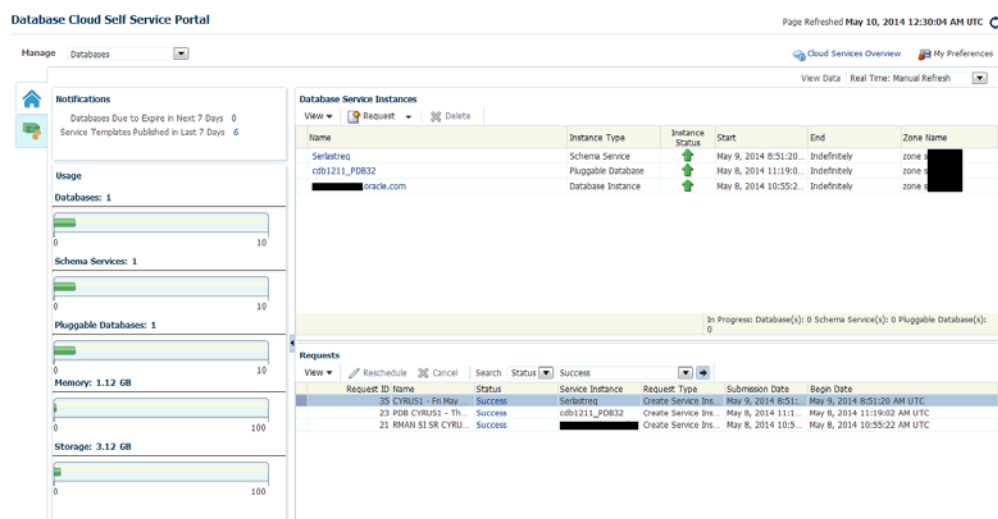 Database Cloud Self Service Portal
Page Refreshed May 10, 2014 12:30:04 AM UTC
Manage Databases
Cloud Services Overview My Preferences
View Data Real Time: Manual Refresh
Notifications
Databases Due to Expire in Next 7 Days 0
Service Templates Published in Last 7 Days 6
Usage
Databases: 1
0 10
Schema Services: 1
0 10
Pluggable Databases: 1
0 10
Memory: 1.12 GB
0 100
Storage: 3.12 GB
0 100
Database Service Instances
View Request Delete
Name Instance Type Instance Status Start End Zone Name
Serlastreq Schema Service May 9, 2014 8:51:20... Indefinitely zone s
cdb1211_PDB32 Pluggable Database May 8, 2014 11:19:0... Indefinitely zone s
oracle.com Database Instance May 8, 2014 10:55:2... Indefinitely zone s
In Progress: Database(s): 0 Schema Service(s): 0 Pluggable Database(s):
0
Requests
View Reschedule Cancel Search Status Success
Request ID Name Status Service Instance Request Type Submission Date Begin Date
35 CYRUS1 - Fri May ... Success Serlastreq Create Service Ins... May 9, 2014 8:51:... May 9, 2014 8:51:20 AM UTC
23 PDB CYRUS1 - Th... Success cdb1211_PDB32 Create Service Ins... May 8, 2014 11:1... May 8, 2014 11:19:02 AM UTC
21 RMAN SI SR CYRU... Success Create Service Ins... May 8, 2014 10:5... May 8, 2014 10:55:22 AM UTC